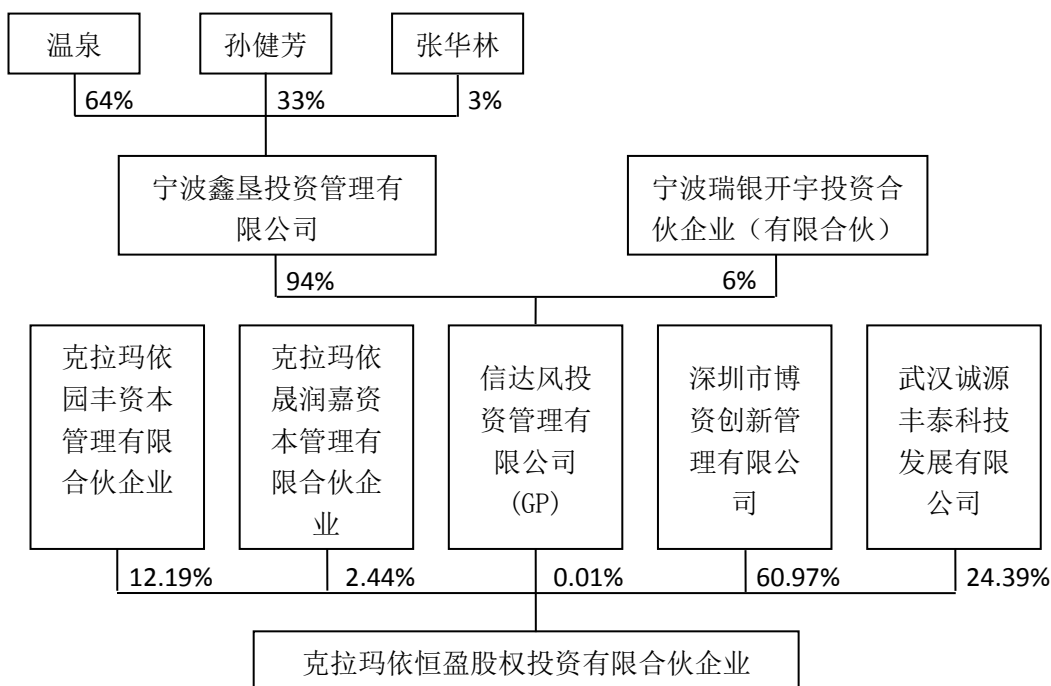 温泉
孙健芳
张华林
64%
33%
3%
宁波鑫垦投资管理有
限公司
宁波瑞银开宇投资合
伙企业（有限合伙）
94%
6%
克拉玛依
园丰资本
管理有限
合伙企业
克拉玛依
晟润嘉资
本管理有
限合伙企
业
信达风投
资管理有
限公司
(GP)
深圳市博
资创新管
理有限公
司
武汉诚源
丰泰科技
发展有限
公司
12.19%
2.44%
0.01%
60.97%
24.39%
克拉玛依恒盈股权投资有限合伙企业